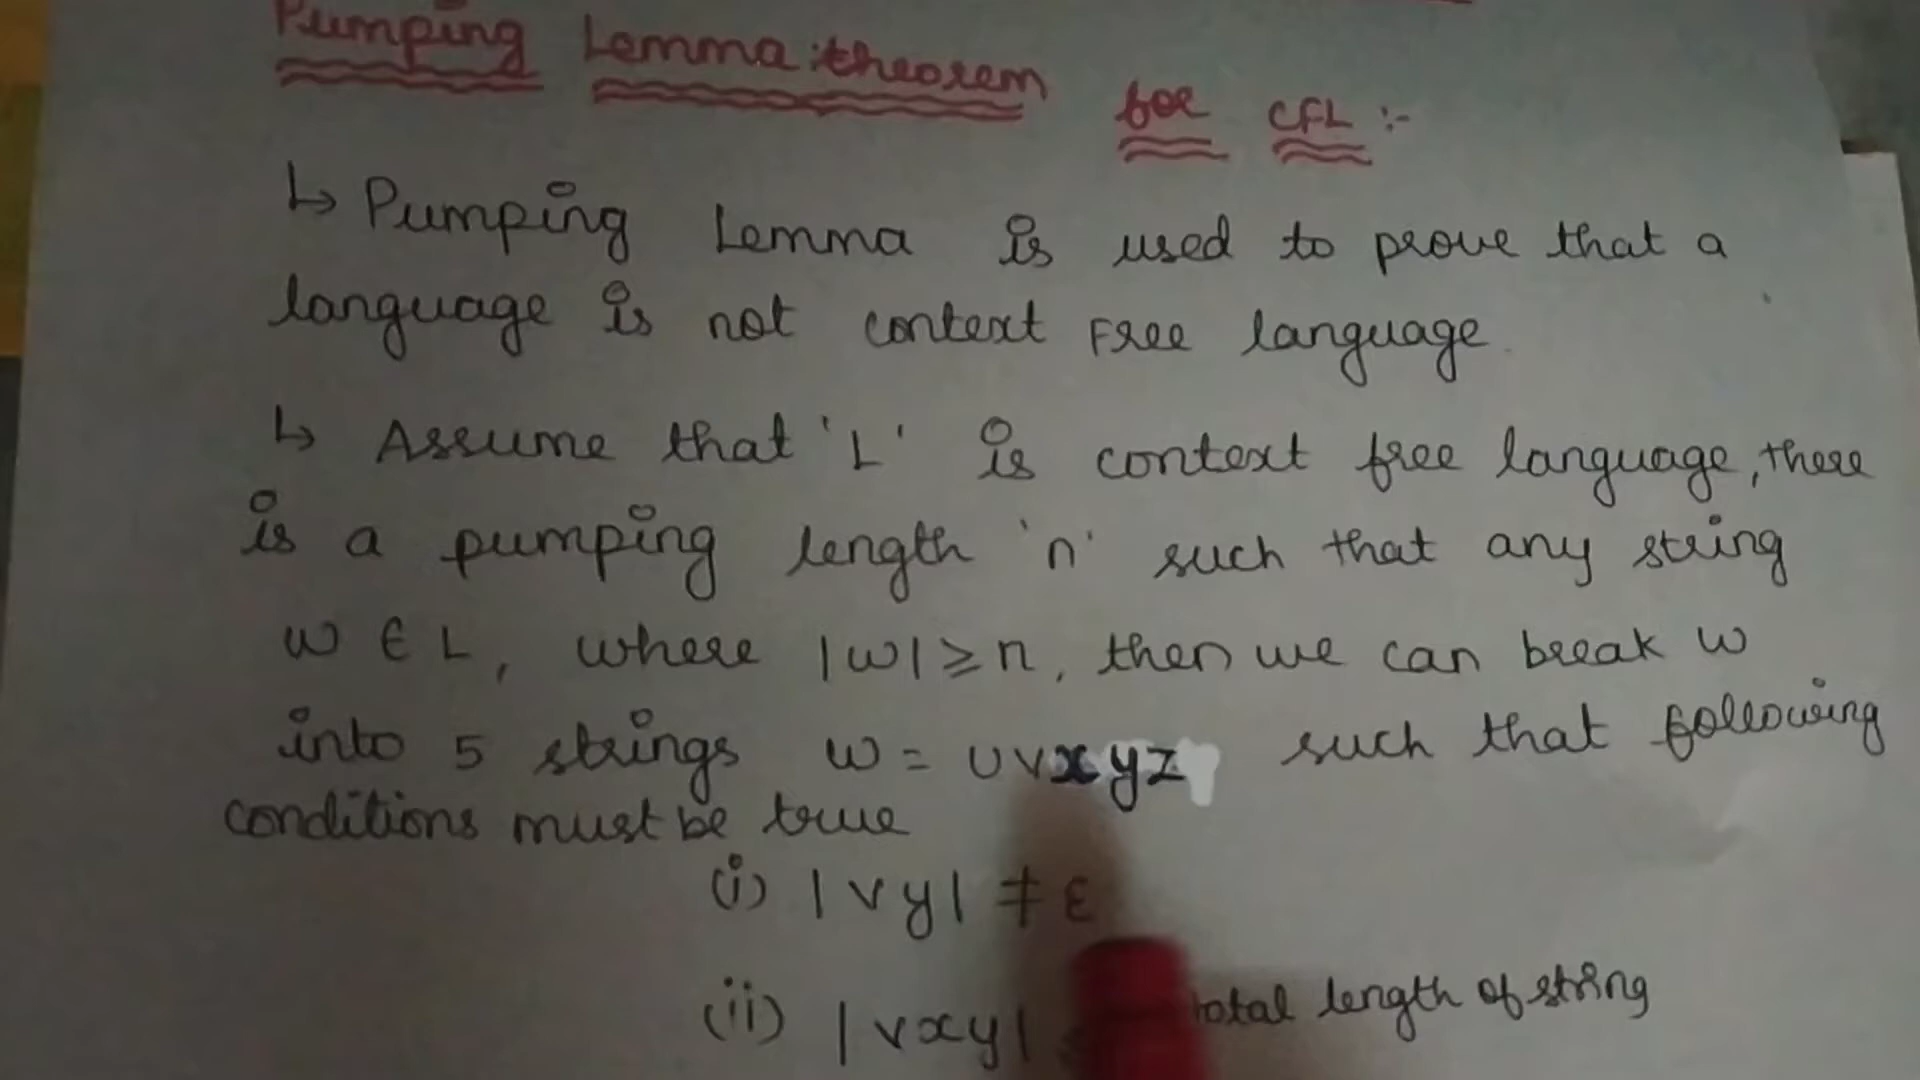 Pumping Lemma theorem for CFL :-
↳ Pumping Lemma is used to prove that a
language is not context Free language
↳ Assume that 'L' is context free language, there
is a pumping length 'n' such that any string
w ∈ L, where |w| ≥ n, then we can break w
into 5 strings w = uvxyz such that following
conditions must be true
(i) |vy| ≠ ε
(ii) |vxy| total length of string